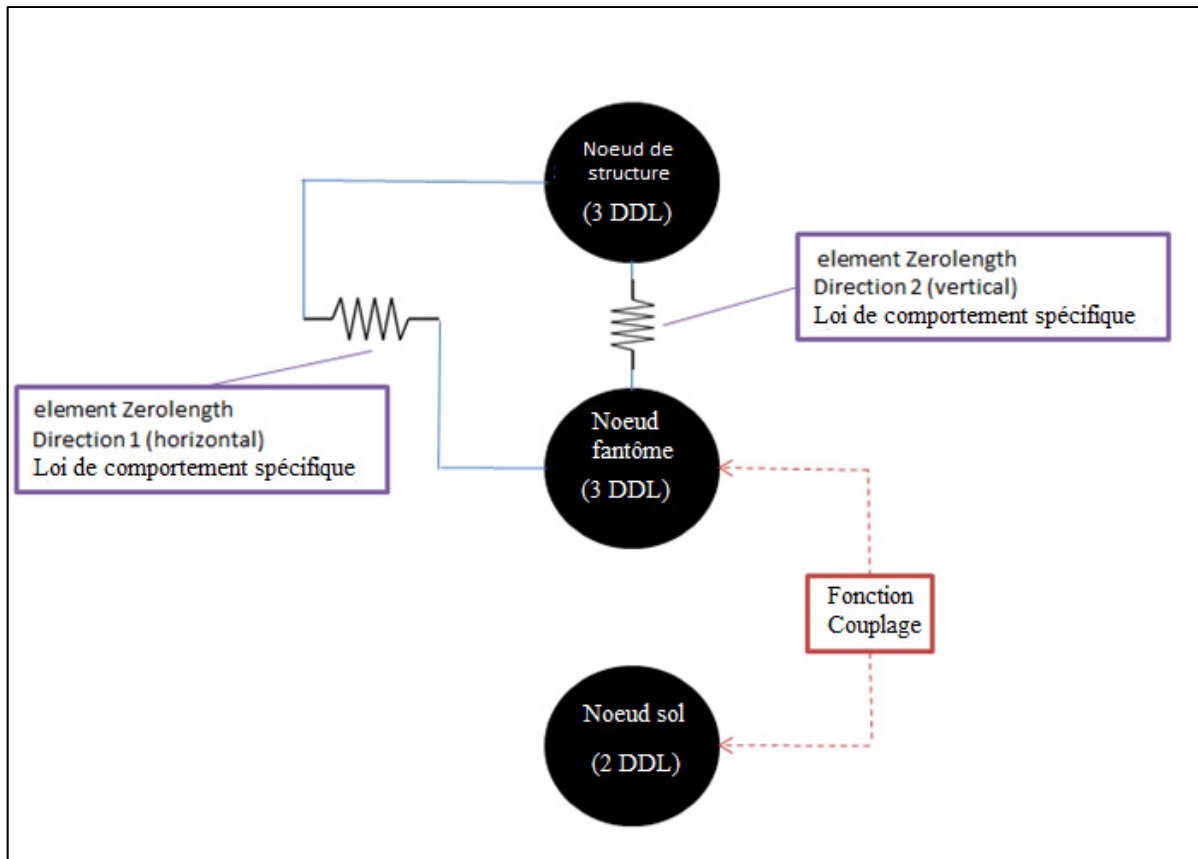 Noeud de
structure
(3 DDL)
element Zerolength
Direction 2 (vertical)
Loi de comportement spécifique
element Zerolength
Direction 1 (horizontal)
Loi de comportement spécifique
Noeud
fantôme
(3 DDL)
Fonction
Couplage
Noeud sol
(2 DDL)